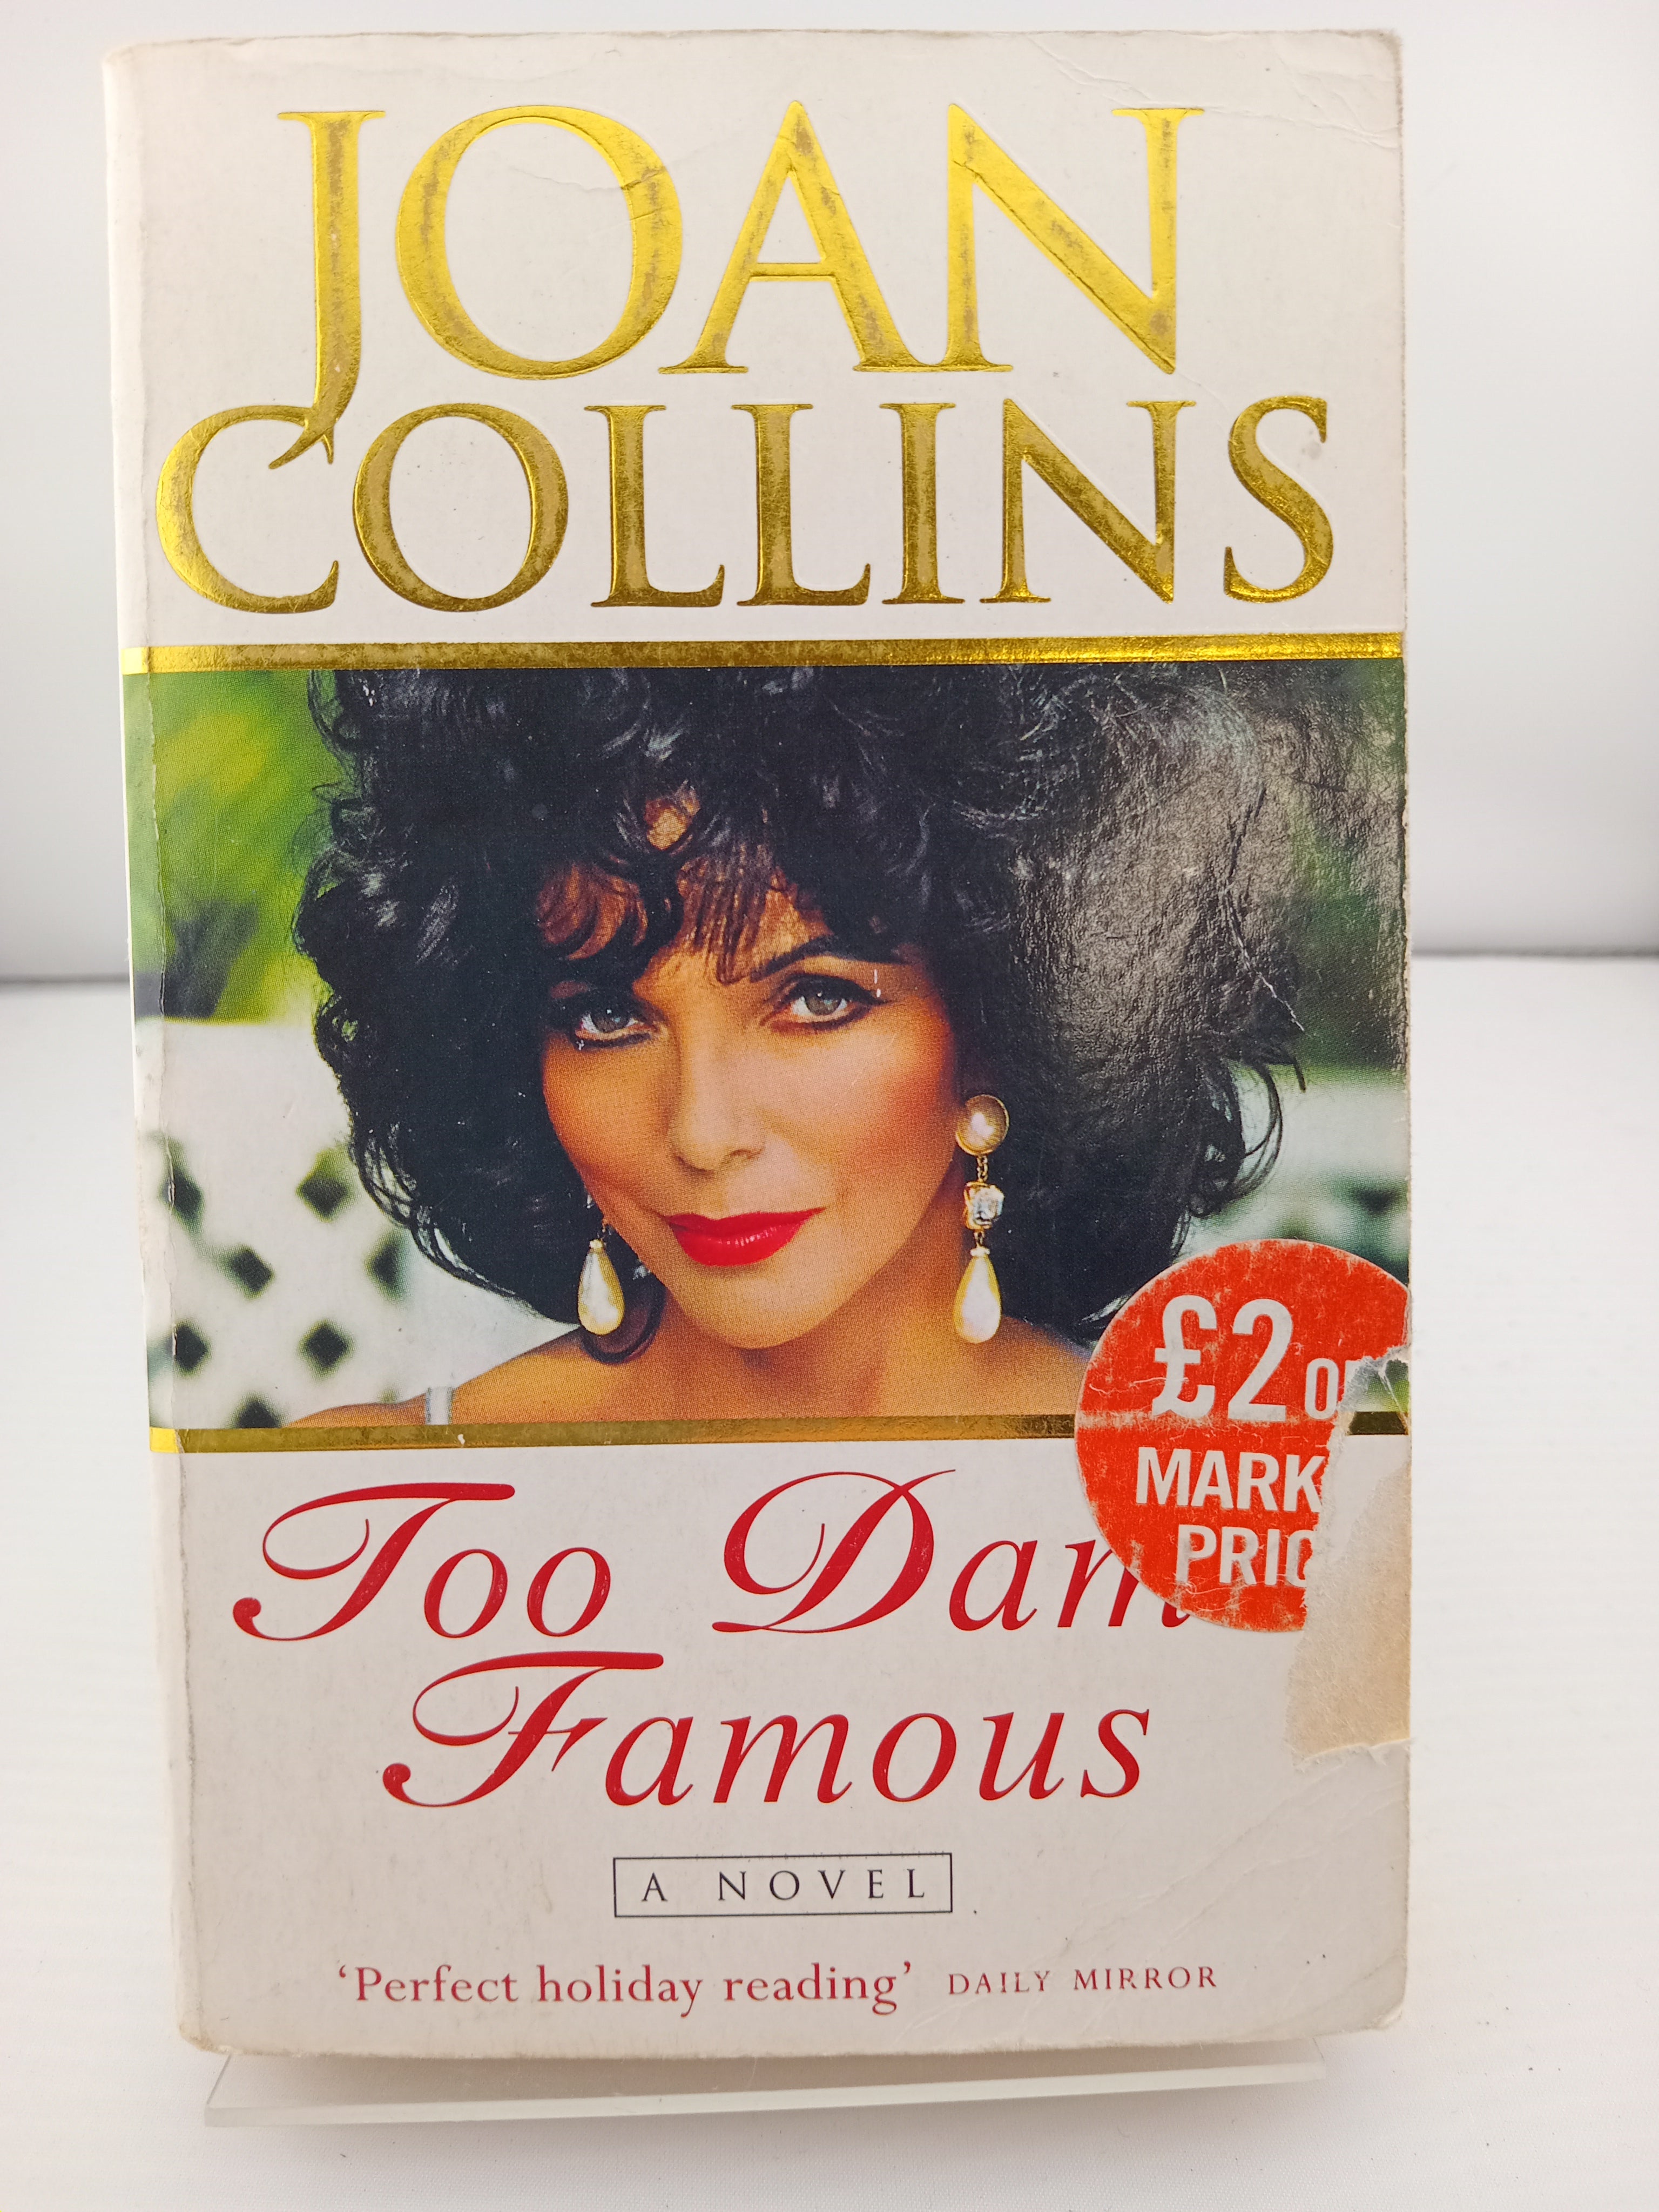 JOAN
COLLINS
£2
MARK
PRIC
Too Dam
Famous
A NOVEL
‘Perfect holiday reading’ DAILY MIRROR